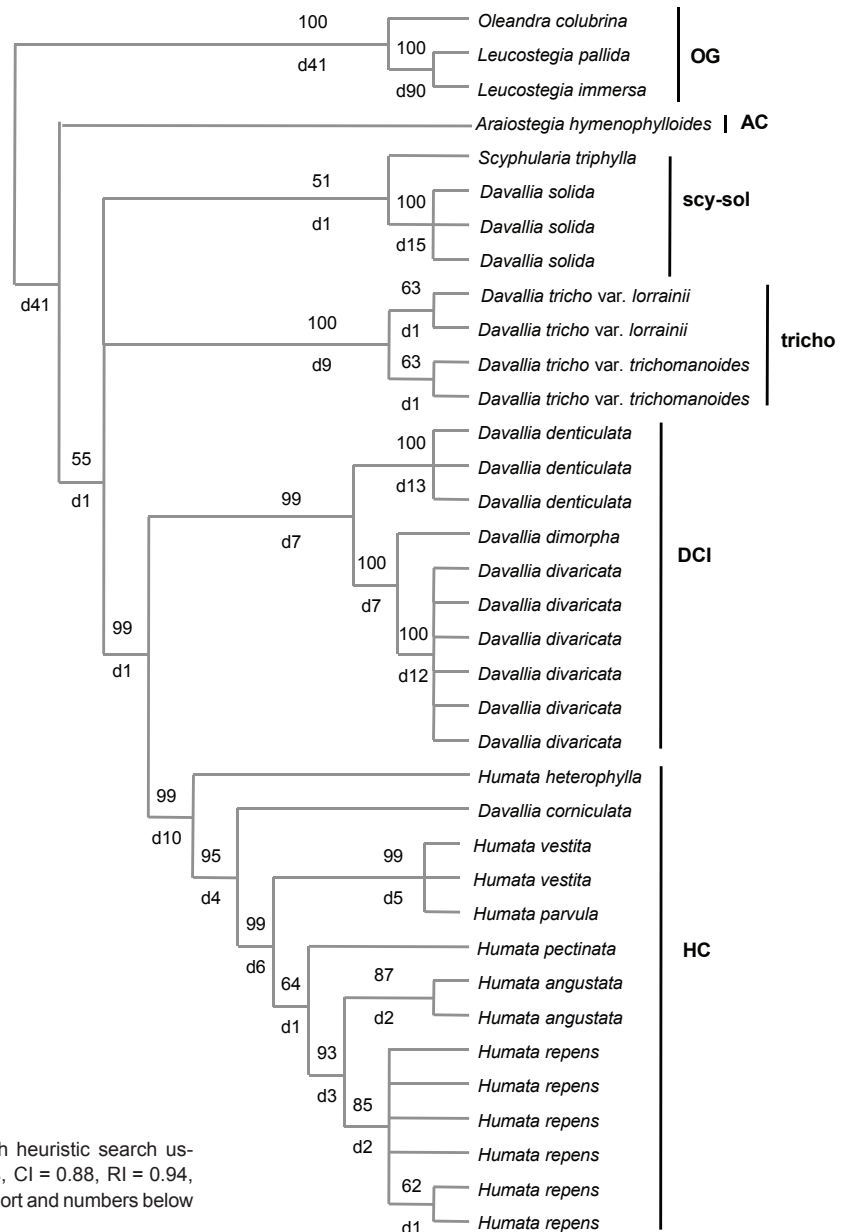 100
Oleandra colubrina
100
Leucostegia pallida
OG
d41
d90
Leucostegia immersa
Araiostegia hymenophylloides
AC
51
Scyphularia triphylla
100
Davallia solida
scy-sol
d1
Davallia solida
d15
Davallia solida
d41
63
Davallia tricho var. lorrainii
100
d1
Davallia tricho var. lorrainii
tricho
d9
63
Davallia tricho var. trichomanoides
d1
Davallia tricho var. trichomanoides
55
100
Davallia denticulata
d1
99
Davallia denticulata
d13
Davallia denticulata
d7
Davallia dimorpha
DCI
100
Davallia divaricata
d7
Davallia divaricata
99
100
Davallia divaricata
d1
d12
Davallia divaricata
Davallia divaricata
Davallia divaricata
99
Humata heterophylla
d10
Davallia corniculata
95
99
Humata vestita
d4
Humata vestita
d5
Humata parvula
99
d6
Humata pectinata
HC
64
87
Humata angustata
d1
d2
Humata angustata
93
Humata repens
d3
Humata repens
85
Humata repens
d2
Humata repens
62
Humata repens
d1
Humata repens
h heuristic search us-
, CI = 0.88, RI = 0.94,
ort and numbers below